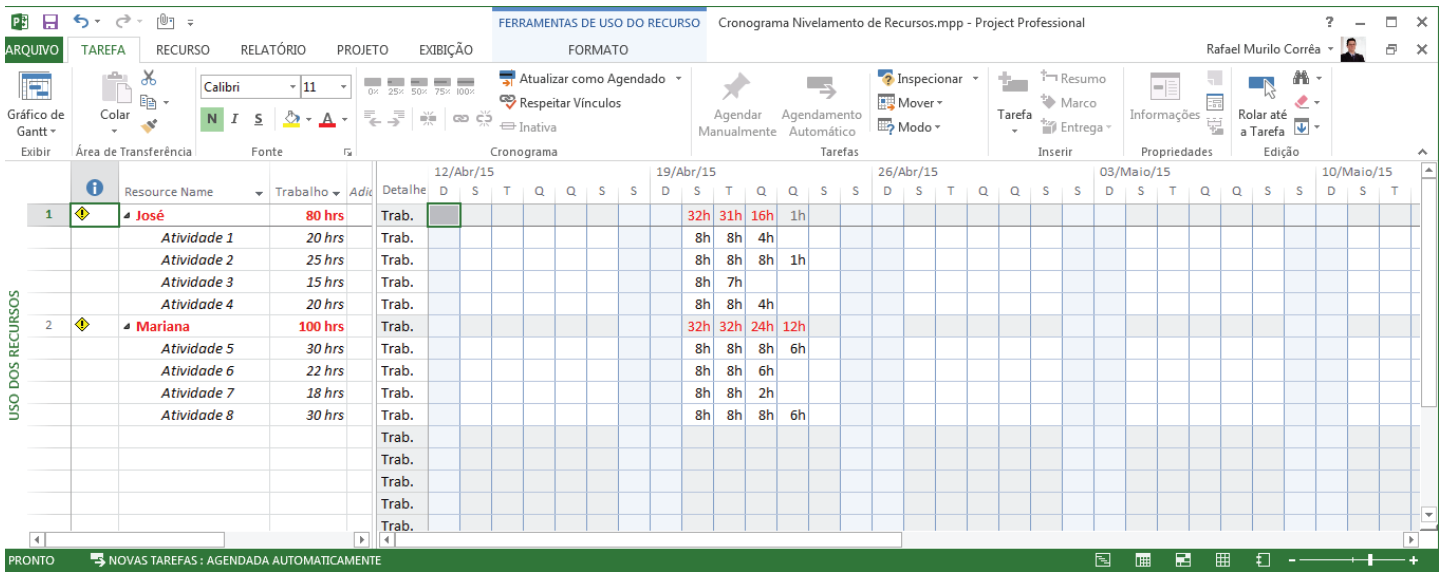 FERRAMENTAS DE USO DO RECURSO Cronograma Nivelamento de Recursos.mpp - Project Professional ?
ARQUIVO TAREFA RECURSO RELATÓRIO PROJETO EXIBIÇÃO FORMATO Rafael Murilo Corrêa
Gráfico de Gantt
Exibir
Colar
Área de Transferência
Calibri 11
N I S A
Fonte
0× 25× 50× 75× 100×
Atualizar como Agendado
Respeitar Vínculos
Inativa
Cronograma
Agendar Manualmente
Agendamento Automático
Inspecionar
Mover
Modo
Tarefas
Tarefa
Resumo
Marco
Entrega
Inserir
Informações
Propriedades
Rolar até a Tarefa
Edição
12/Abr/15 19/Abr/15 26/Abr/15 03/Maio/15 10/Maio/15
Resource Name Trabalho Adic Detalhe D S T Q Q S S D S T Q Q S S D S T Q Q S S D S T Q Q S S D S T
1 José 80 hrs Trab. 32h 31h 16h 1h
Atividade 1 20 hrs Trab. 8h 8h 4h
Atividade 2 25 hrs Trab. 8h 8h 8h 1h
Atividade 3 15 hrs Trab. 8h 7h
Atividade 4 20 hrs Trab. 8h 8h 4h
2 Mariana 100 hrs Trab. 32h 32h 24h 12h
Atividade 5 30 hrs Trab. 8h 8h 8h 6h
Atividade 6 22 hrs Trab. 8h 8h 6h
Atividade 7 18 hrs Trab. 8h 8h 2h
Atividade 8 30 hrs Trab. 8h 8h 8h 6h
Trab.
Trab.
Trab.
Trab.
Trab.
USO DOS RECURSOS
PRONTO NOVAS TAREFAS : AGENDADA AUTOMATICAMENTE